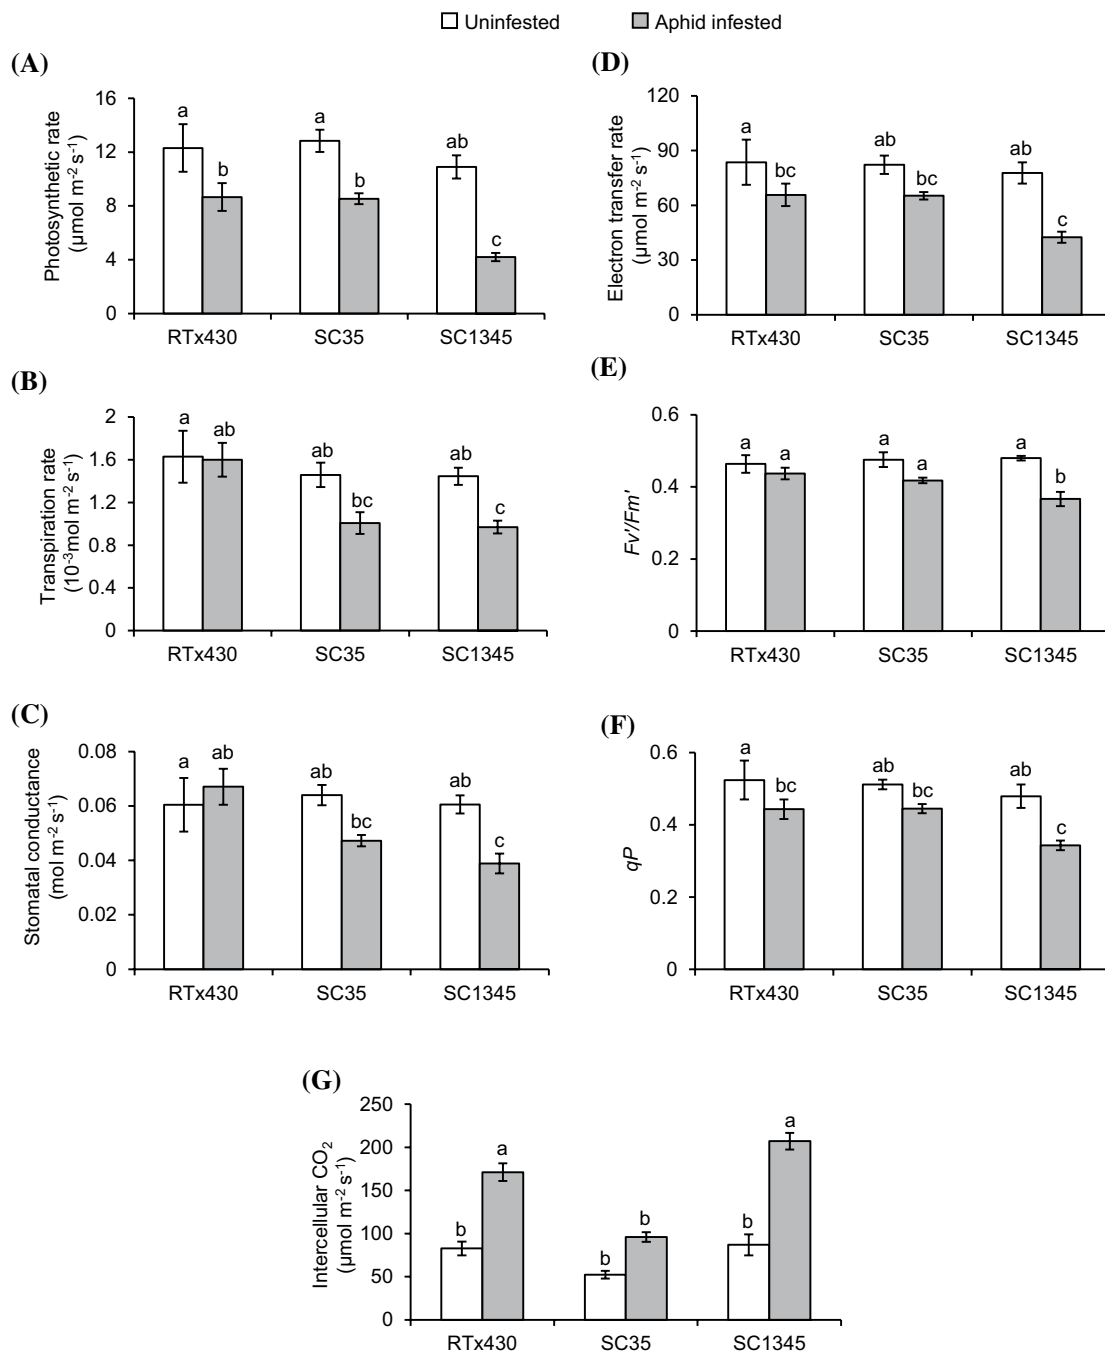 Uninfested Aphid infested
(A)
Photosynthetic rate
(µmol m-2 s-1)
16
12
8
4
0
a b a b ab c
RTx430 SC35 SC1345
(B)
Transpiration rate
(10-3mol m-2 s-1)
2
1.6
1.2
0.8
0.4
0
a ab ab bc ab c
RTx430 SC35 SC1345
(C)
Stomatal conductance
(mol m-2 s-1)
0.08
0.06
0.04
0.02
0
a ab ab bc ab c
RTx430 SC35 SC1345
(D)
Electron transfer rate
(µmol m-2 s-1)
120
90
60
30
0
a bc ab bc ab c
RTx430 SC35 SC1345
(E)
Fv'/Fm'
0.6
0.4
0.2
0
a a a a a b
RTx430 SC35 SC1345
(F)
qP
0.6
0.4
0.2
0
a bc ab bc ab c
RTx430 SC35 SC1345
(G)
Intercellular CO2
(µmol m-2 s-1)
250
200
150
100
50
0
b a b b b a
RTx430 SC35 SC1345